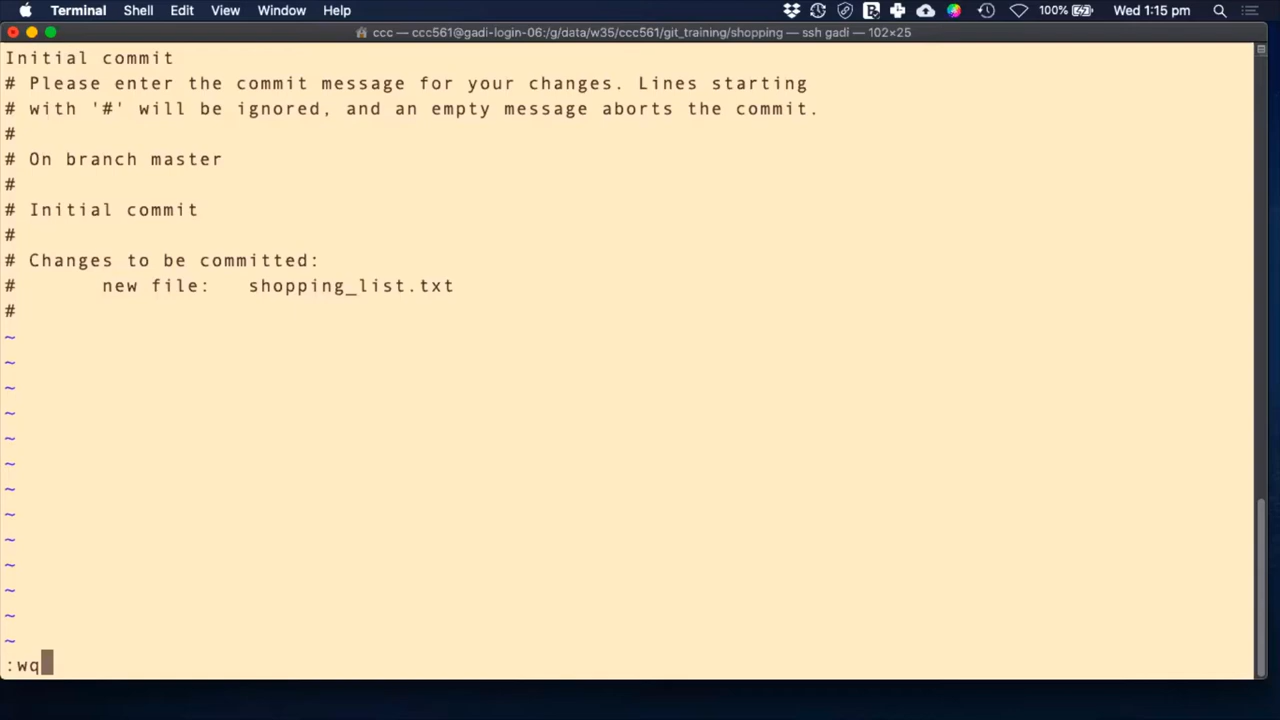 Terminal Shell Edit View Window Help 100% Wed 1:15 pm
ccc — ccc561@gadi-login-06:/g/data/w35/ccc561/git_training/shopping — ssh gadi — 102×25
Initial commit
# Please enter the commit message for your changes. Lines starting
# with '#' will be ignored, and an empty message aborts the commit.
#
# On branch master
#
# Initial commit
#
# Changes to be committed:
#       new file:   shopping_list.txt
#
~
~
~
~
~
~
~
~
~
~
~
~
~
:wq